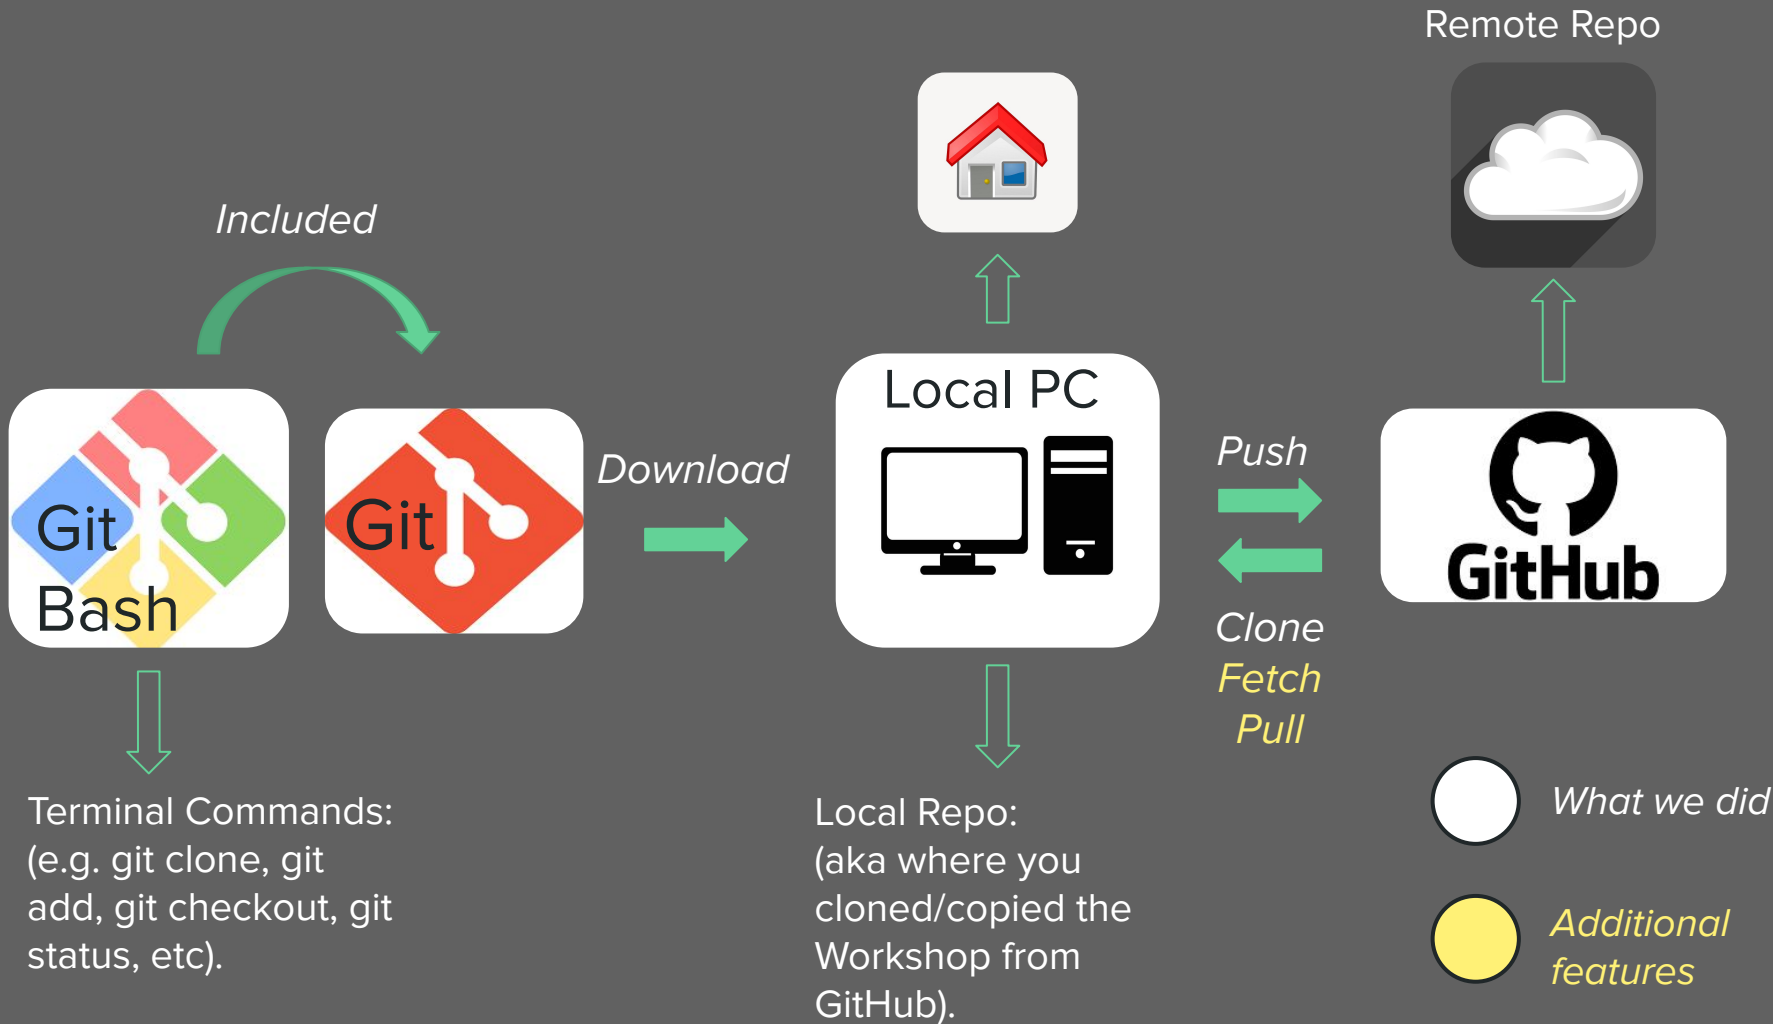 Remote Repo
Included
Local PC
Git
Bash
Git
Download
Push
GitHub
Clone
Fetch
Pull
Terminal Commands:
(e.g. git clone, git
add, git checkout, git
status, etc).
Local Repo:
(aka where you
cloned/copied the
Workshop from
GitHub).
What we did
Additional
features